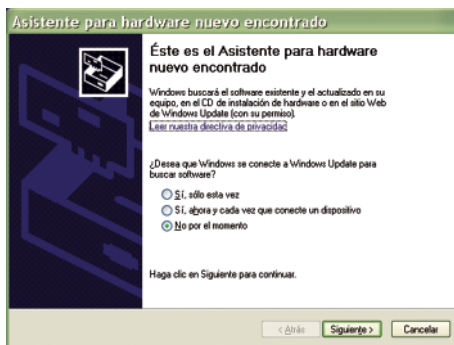 Asistente para hardware nuevo encontrado
Éste es el Asistente para hardware
nuevo encontrado
Windows buscará el software existente y el actualizado en su
equipo, en el CD de instalación de hardware o en el sitio Web
de Windows Update (con su permiso).
Leer nuestra directiva de privacidad
¿Desea que Windows se conecte a Windows Update para
buscar software?
Sí, sólo esta vez
Sí, ahora y cada vez que conecte un dispositivo
No por el momento
Haga clic en Siguiente para continuar.
< Atrás Siguiente > Cancelar